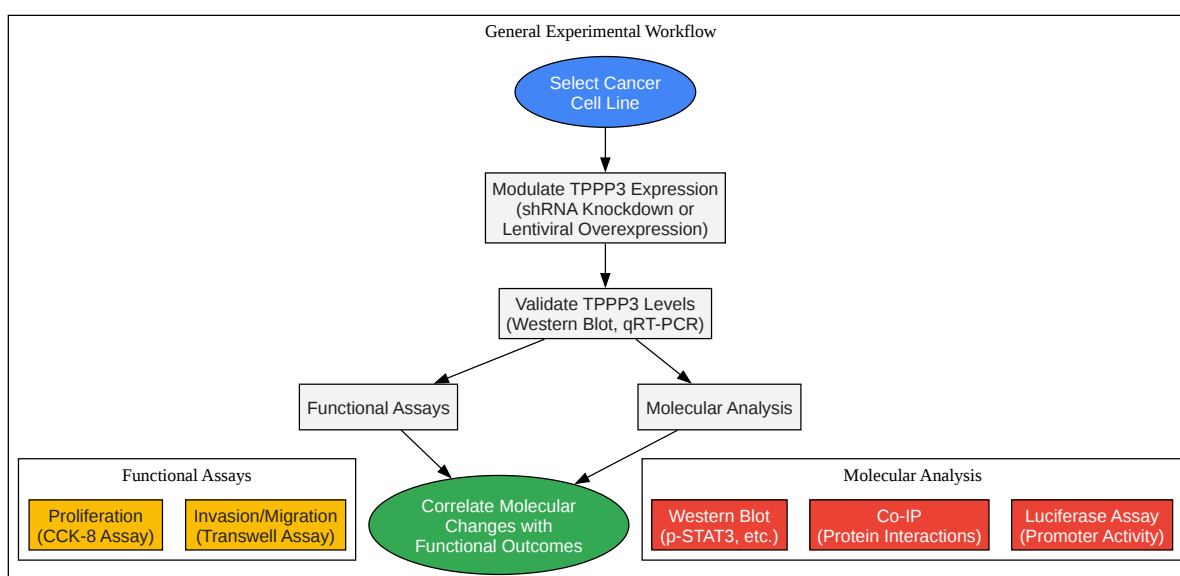 General Experimental Workflow
Select Cancer
Cell Line
Modulate TPPP3 Expression
(shRNA Knockdown or
Lentiviral Overexpression)
Validate TPPP3 Levels
(Western Blot, qRT-PCR)
Functional Assays
Molecular Analysis
Functional Assays
Proliferation
(CCK-8 Assay)
Invasion/Migration
(Transwell Assay)
Correlate Molecular
Changes with
Functional Outcomes
Molecular Analysis
Western Blot
(p-STAT3, etc.)
Co-IP
(Protein Interactions)
Luciferase Assay
(Promoter Activity)